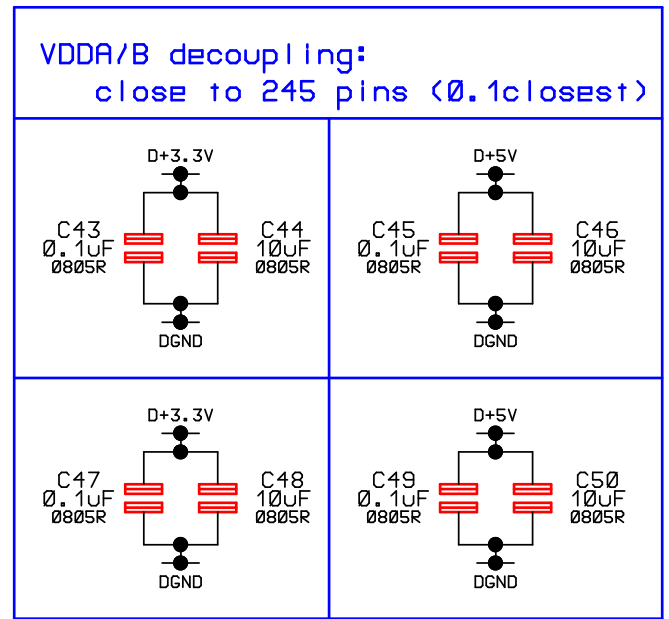 VDDA/B decoupling:
close to 245 pins (0.1closest)
D+3.3V
C43
0.1uF
0805R
C44
10uF
0805R
DGND
D+5V
C45
0.1uF
0805R
C46
10uF
0805R
DGND
D+3.3V
C47
0.1uF
0805R
C48
10uF
0805R
DGND
D+5V
C49
0.1uF
0805R
C50
10uF
0805R
DGND